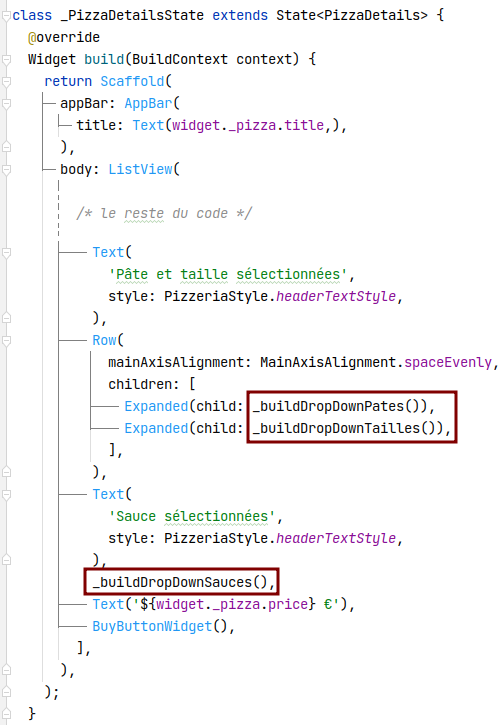 class _PizzaDetailsState extends State<PizzaDetails> {
@override
Widget build(BuildContext context) {
return Scaffold(
appBar: AppBar(
title: Text(widget._pizza.title,),
),
body: ListView(
/* le reste du code */
Text(
'Pâte et taille sélectionnées',
style: PizzeriaStyle.headerTextStyle,
),
Row(
mainAxisAlignment: MainAxisAlignment.spaceEvenly,
children: [
Expanded(child: _buildDropDownPates()),
Expanded(child: _buildDropDownTailles()),
],
),
Text(
'Sauce sélectionnées',
style: PizzeriaStyle.headerTextStyle,
),
_buildDropDownSauces(),
Text('${widget._pizza.price} €'),
BuyButtonWidget(),
],
),
);
}